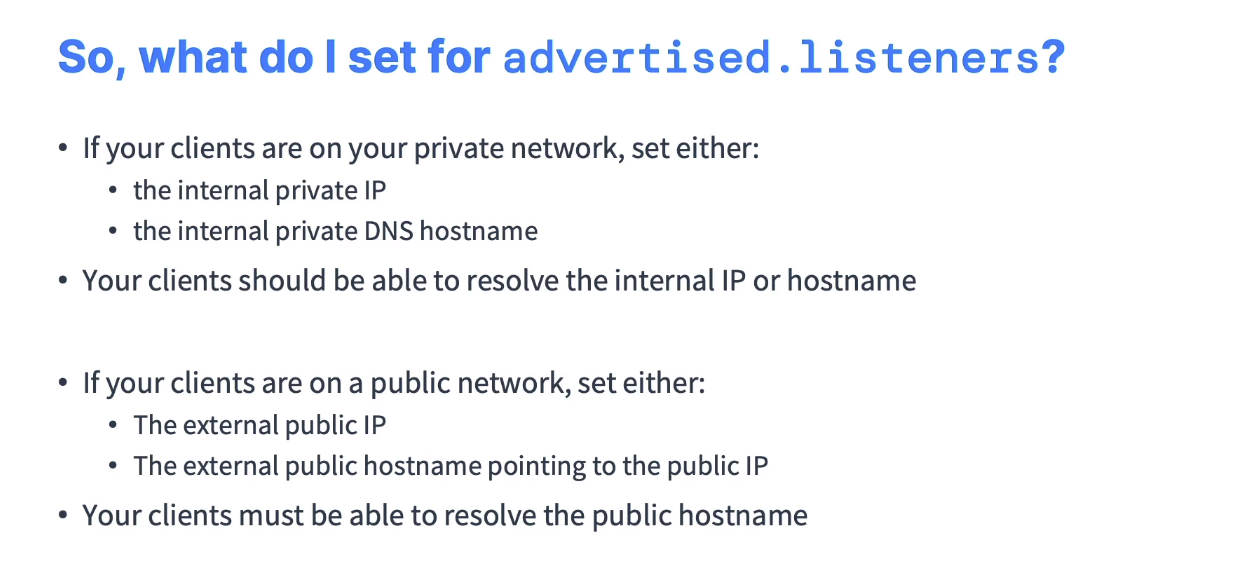 So, what do I set for advertised.listeners?
• If your clients are on your private network, set either:
• the internal private IP
• the internal private DNS hostname
• Your clients should be able to resolve the internal IP or hostname
• If your clients are on a public network, set either:
• The external public IP
• The external public hostname pointing to the public IP
• Your clients must be able to resolve the public hostname